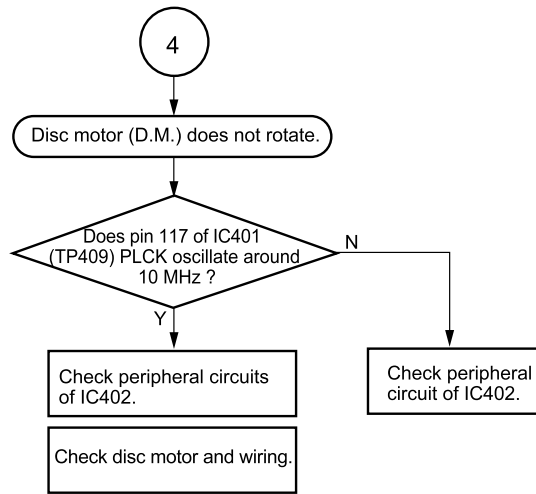 4
Disc motor (D.M.) does not rotate.
Does pin 117 of IC401
(TP409) PLCK oscillate around
10 MHz ?
N
Y
Check peripheral circuits
of IC402.
Check peripheral
circuit of IC402.
Check disc motor and wiring.